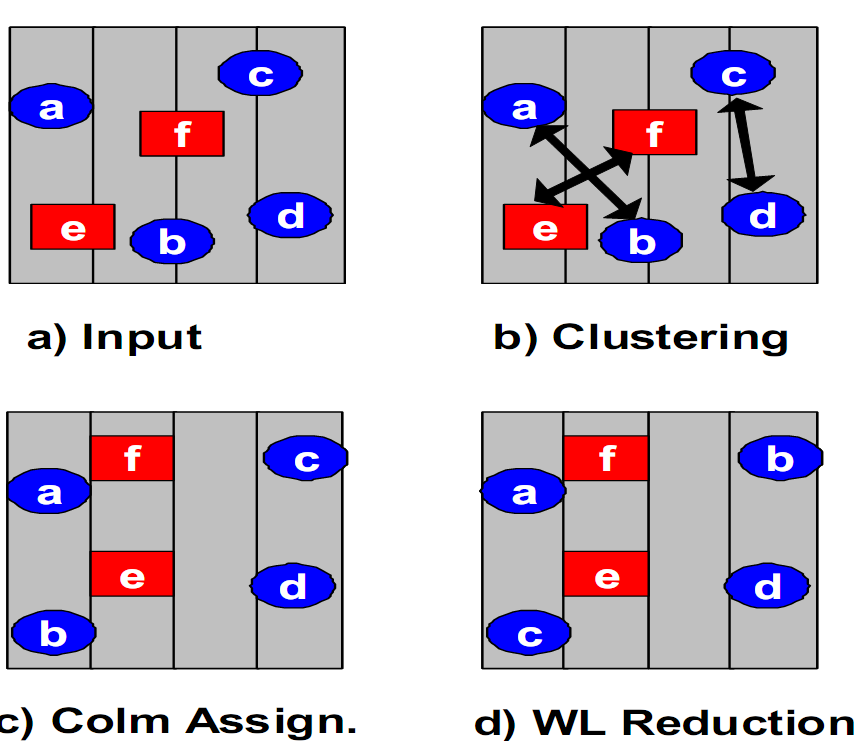 c
a
f
e
b
d
a) Input
c
a
f
e
b
d
b) Clustering
f
c
a
e
d
b
c) Colm Assign.
f
b
a
e
d
c
d) WL Reduction